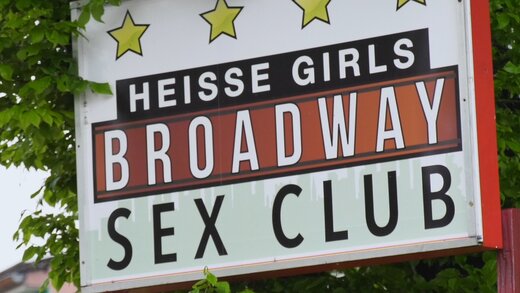 HEISSE GIRLS
BROADWAY
SEX CLUB